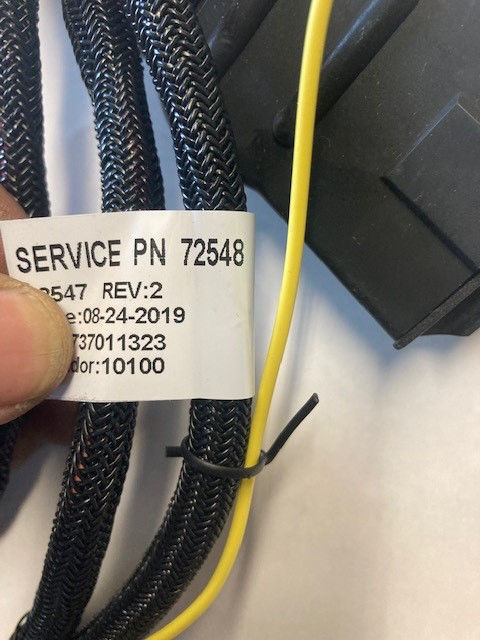 SERVICE PN 72548
2547 REV:2
e:08-24-2019
737011323
dor:10100